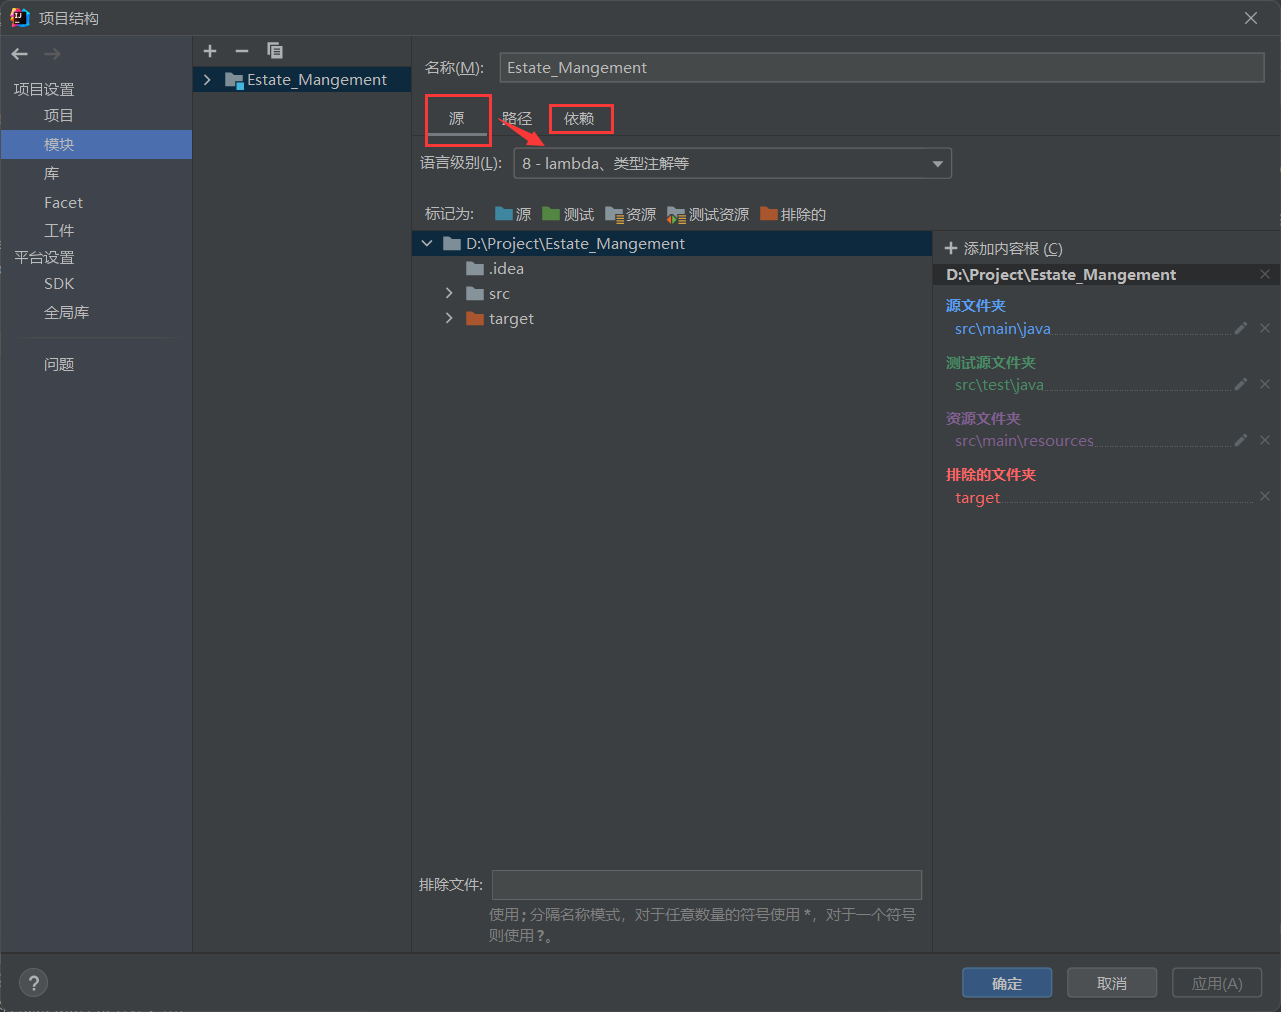 项目结构
项目设置
项目
模块
库
Facet
工件
平台设置
SDK
全局库
问题
Estate_Mangement
名称(M):
Estate_Mangement
源
路径
依赖
语言级别(L):
8 - lambda、类型注解等
标记为:
源
测试
资源
测试资源
排除的
D:\Project\Estate_Mangement
.idea
src
target
添加内容根 (C)
D:\Project\Estate_Mangement
源文件夹
src\main\java
测试源文件夹
src\test\java
资源文件夹
src\main\resources
排除的文件夹
target
排除文件:
使用 ; 分隔名称模式，对于任意数量的符号使用 *，对于一个符号
则使用 ?。
?
确定
取消
应用(A)